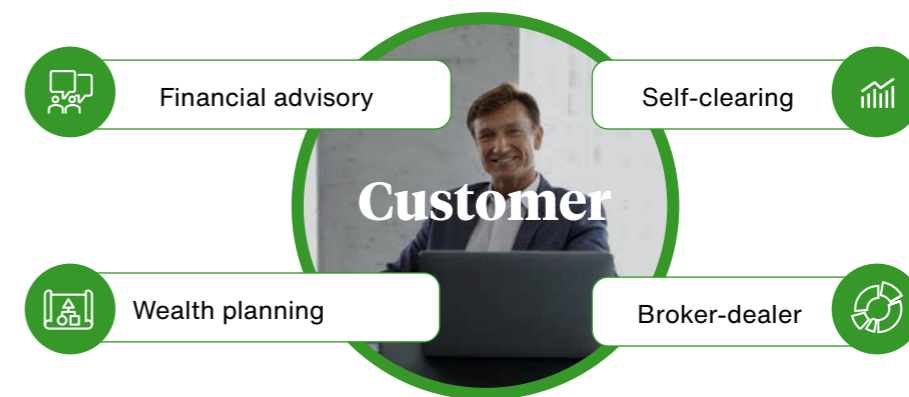 Financial advisory
Self-clearing
Customer
Wealth planning
Broker-dealer